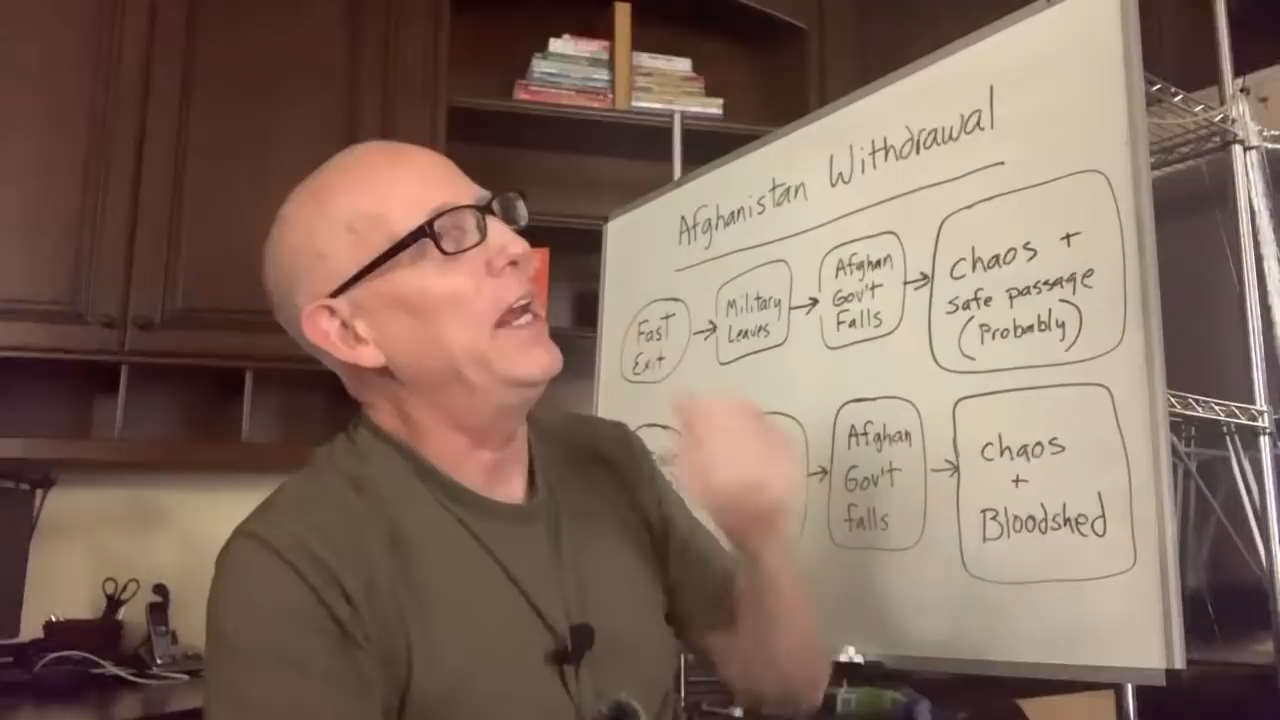 Afghanistan Withdrawal
Fast
Exit
Military
Leaves
Afghan
Gov't
Falls
Chaos +
safe passage
(Probably)
Afghan
Gov't
falls
Chaos
+
Bloodshed